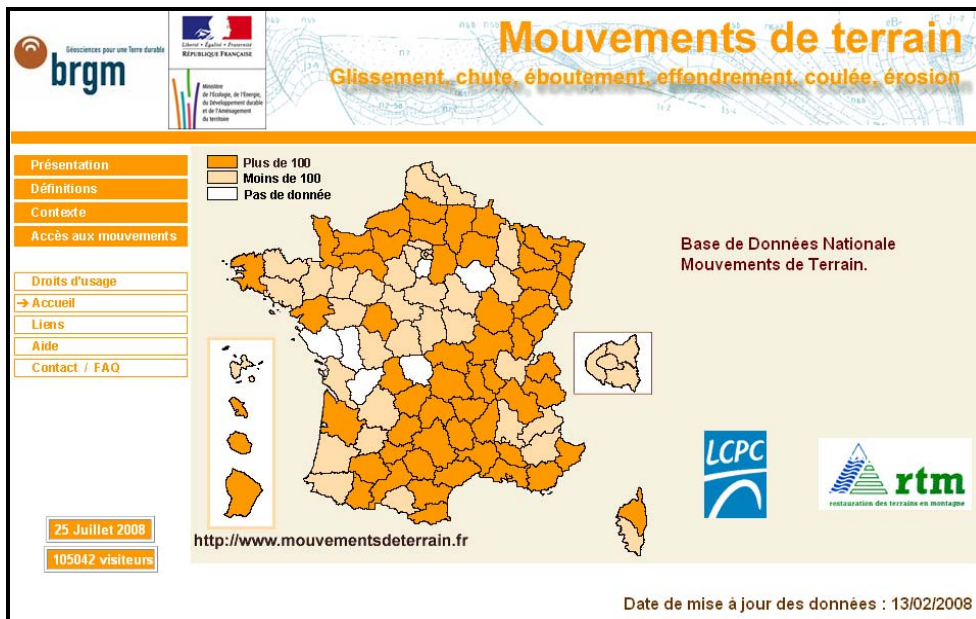 Géosciences pour une Terre durable
brgm
Liberté • Égalité • Fraternité
RÉPUBLIQUE FRANÇAISE
Ministère
de l'Écologie, de l'Énergie,
du Développement durable
et de l'Aménagement
du territoire
Mouvements de terrain
Glissement, chute, éboutement, effondrement, coulée, érosion
Présentation
Définitions
Contexte
Accès aux mouvements
Droits d'usage
Accueil
Liens
Aide
Contact / FAQ
25 Juillet 2008
105042 visiteurs
Plus de 100
Moins de 100
Pas de donnée
http://www.mouvementsdeterrain.fr
Base de Données Nationale
Mouvements de Terrain.
LCPC
rtm
restauration des terrains en montagne
Date de mise à jour des données : 13/02/2008